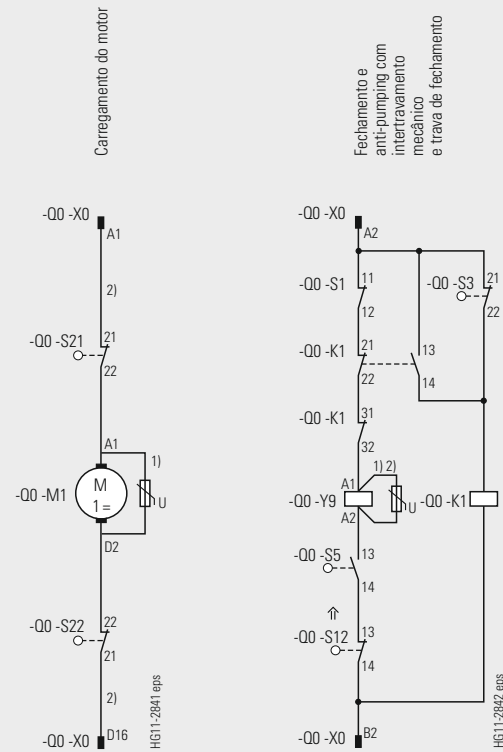 Carregamento do motor
-Q0 -X0
A1
2)
21
-Q0 -S21
22
A1
1)
M
1 =
-Q0 -M1
U
D2
22
-Q0 -S22
21
2)
D16
-Q0 -X0
HG11-2841 eps
Fechamento e
anti-pumping com
intertravamento
mecânico
e trava de fechamento
-Q0 -X0
A2
-Q0 -S1
11
12
-Q0 -S3
21
22
-Q0 -K1
21
22
13
14
-Q0 -K1
31
32
A1
1) 2)
-Q0 -Y9
U
-Q0 -K1
A2
-Q0 -S5
13
14
⇑
-Q0 -S12
13
14
B2
-Q0 -X0
HG11-2842 eps